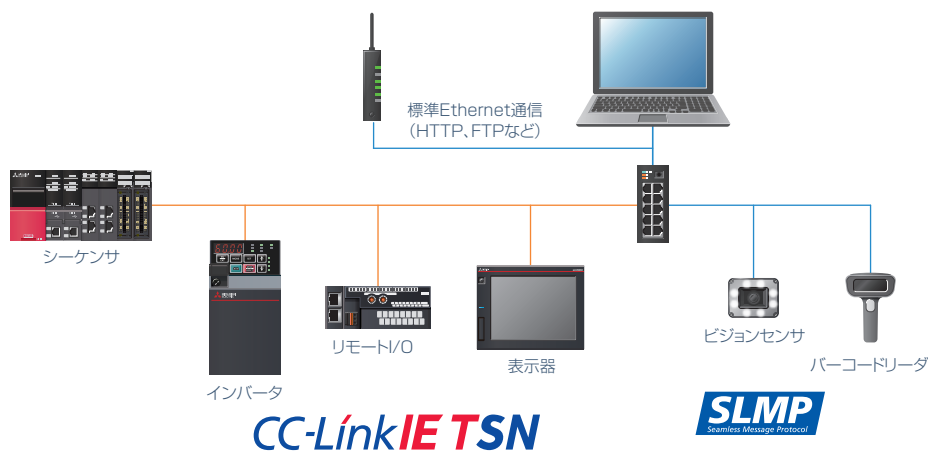 標準Ethernet通信
（HTTP、FTPなど）
シーケンサ
6000
インバータ
リモートI/O
表示器
ビジョンセンサ
バーコードリーダ
CC-Link IE TSN
SLMP
Seamless Message Protocol